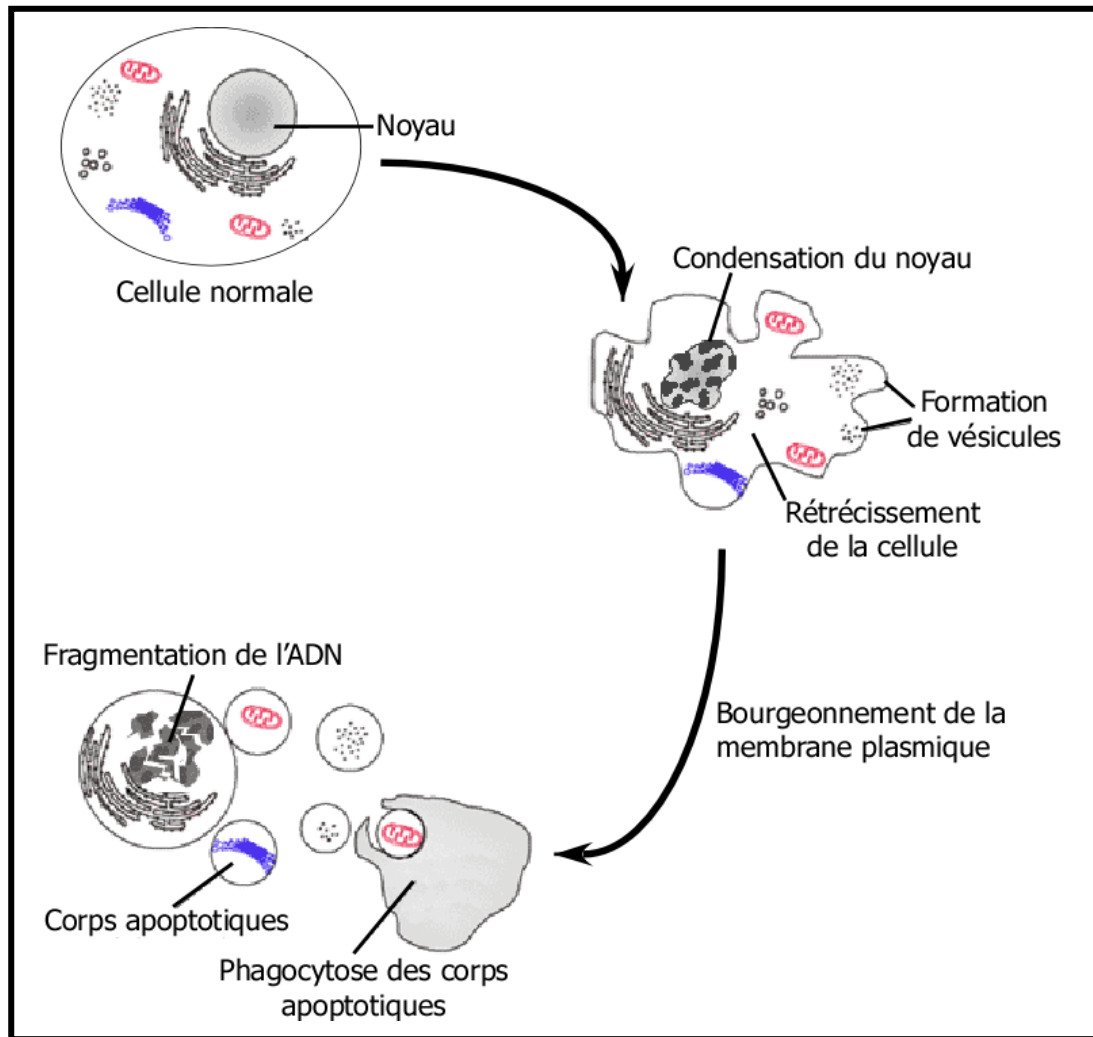 Noyau
Cellule normale
Condensation du noyau
Formation
de vésicules
Rétrécissement
de la cellule
Bourgeonnement de la
membrane plasmique
Fragmentation de l'ADN
Corps apoptotiques
Phagocytose des corps
apoptotiques